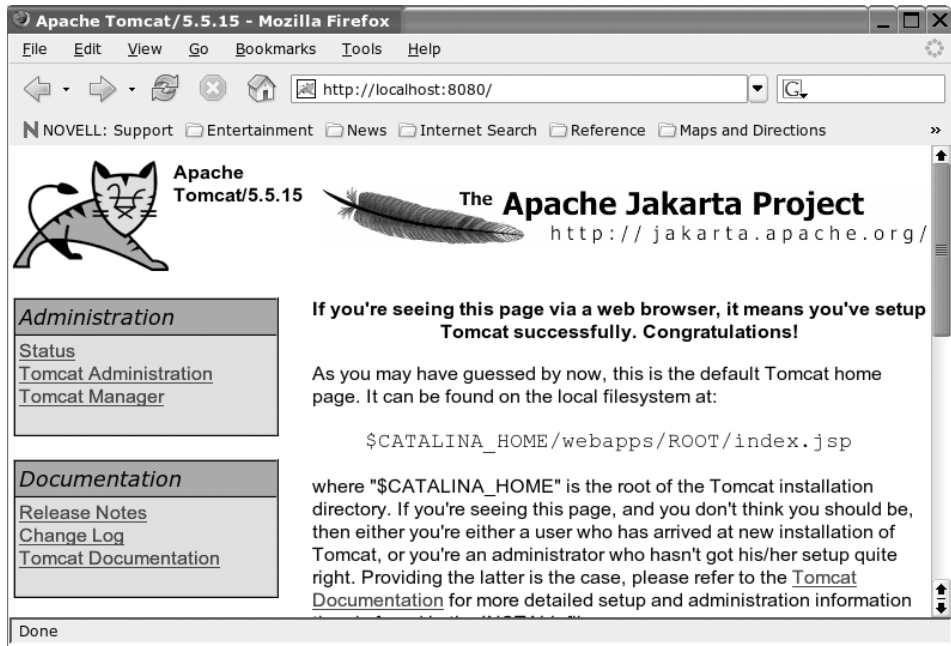 Apache Tomcat/5.5.15 - Mozilla Firefox
File Edit View Go Bookmarks Tools Help
http://localhost:8080/
G
N NOVELL: Support Entertainment News Internet Search Reference Maps and Directions »
Apache
Tomcat/5.5.15
The Apache Jakarta Project
http://jakarta.apache.org/
Administration
Status
Tomcat Administration
Tomcat Manager
Documentation
Release Notes
Change Log
Tomcat Documentation
If you're seeing this page via a web browser, it means you've setup
Tomcat successfully. Congratulations!
As you may have guessed by now, this is the default Tomcat home
page. It can be found on the local filesystem at:
$CATALINA_HOME/webapps/ROOT/index.jsp
where "$CATALINA_HOME" is the root of the Tomcat installation
directory. If you're seeing this page, and you don't think you should be,
then either you're either a user who has arrived at new installation of
Tomcat, or you're an administrator who hasn't got his/her setup quite
right. Providing the latter is the case, please refer to the Tomcat
Documentation for more detailed setup and administration information
Done